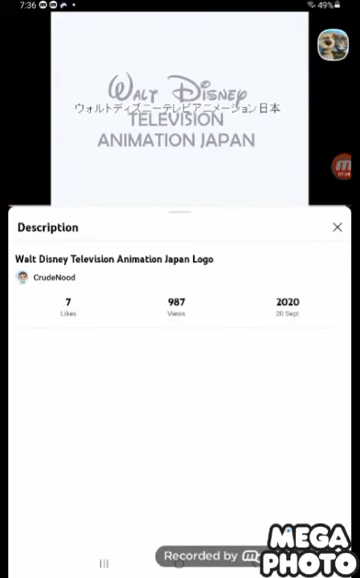 7:36
49%
WALT DISNEY
ウォルトディズニーテレビアニメーション日本
TELEVISION
ANIMATION JAPAN
Description
Walt Disney Television Animation Japan Logo
CrudeNood
7 987 2020
Likes Views 20 Sept
Recorded by
MEGA
PHOTO